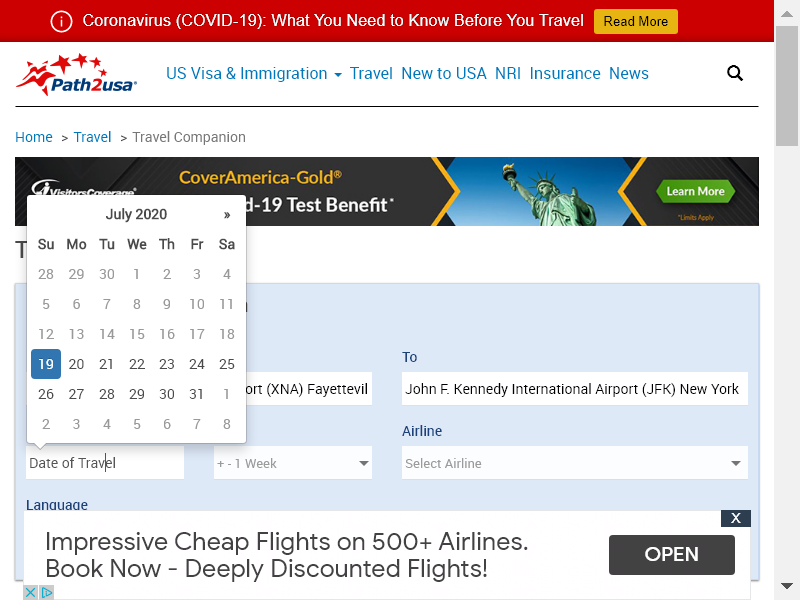 Coronavirus (COVID-19): What You Need to Know Before You Travel Read More
Path2usa
US Visa & Immigration Travel New to USA NRI Insurance News
Home > Travel > Travel Companion
CoverAmerica-Gold®
VisitorsCoverage
d-19 Test Benefit*
Learn More
*Limits Apply
T
July 2020 »
Su Mo Tu We Th Fr Sa
28 29 30 1 2 3 4
5 6 7 8 9 10 11
12 13 14 15 16 17 18
19 20 21 22 23 24 25
26 27 28 29 30 31 1
2 3 4 5 6 7 8
To
ort (XNA) Fayettevil
John F. Kennedy International Airport (JFK) New York
Airline
Date of Travel
+ - 1 Week
Select Airline
Language
X
Impressive Cheap Flights on 500+ Airlines.
Book Now - Deeply Discounted Flights!
OPEN